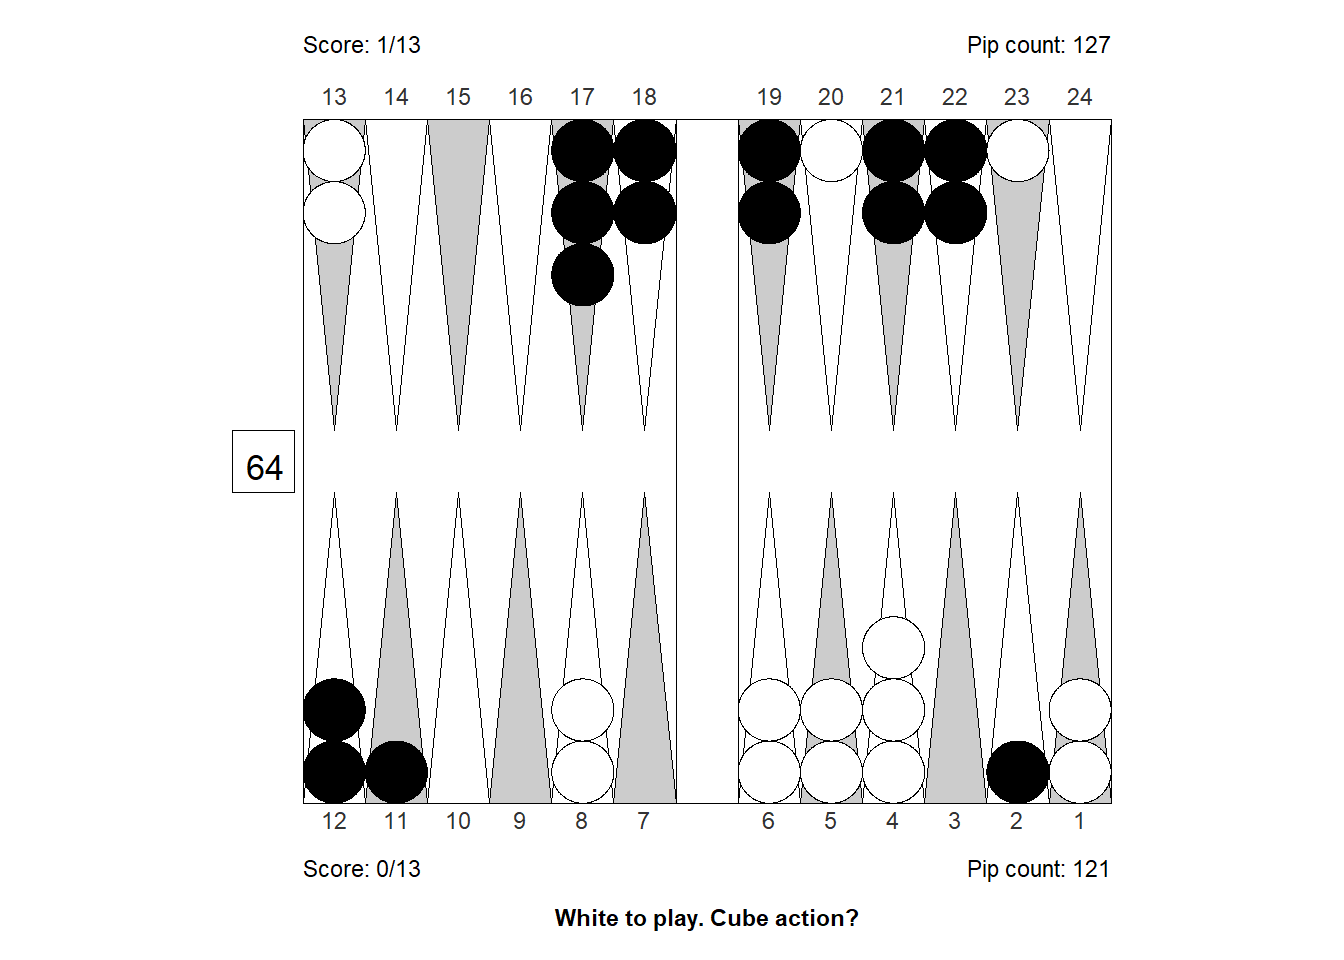 Score: 1/13 Pip count: 127
13 14 15 16 17 18 19 20 21 22 23 24
64
12 11 10 9 8 7 6 5 4 3 2 1
Score: 0/13 Pip count: 121
White to play. Cube action?